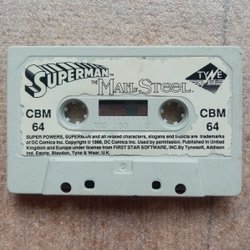 SUPERMAN
THE MAN OF STEEL
TYNE
CBM
64
CBM
64
SUPER POWERS, SUPERMAN and all related characters, slogans and indicia are trademarks
of DC Comics Inc. Copyright © 1988, DC Comics Inc. Used by permission. Published in United
Kingdom and Europe under license from FIRST STAR SOFTWARE, INC. By Tynesoft, Addison
Ind. Estate, Blaydon, Tyne & Wear, U.K.